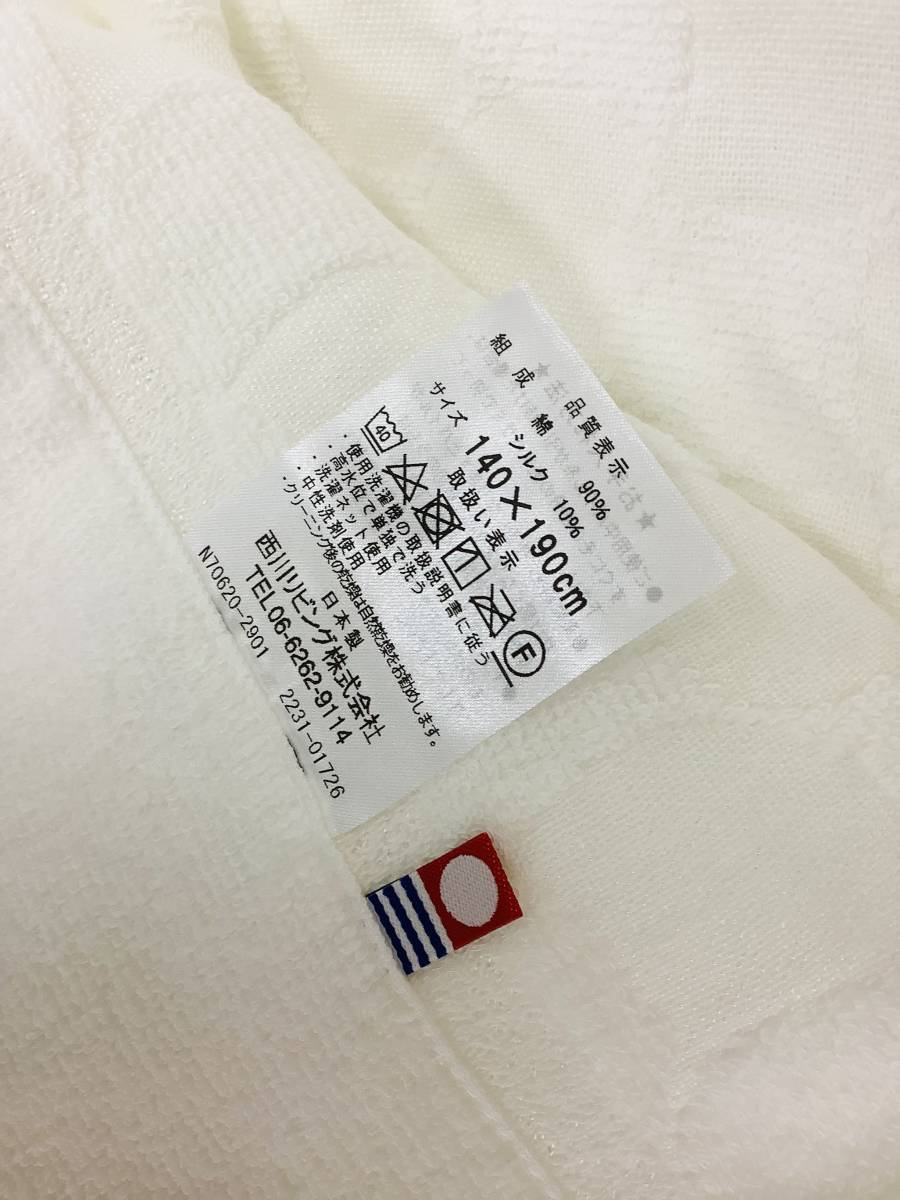 品質表示
組成 綿 90%
シルク 10%
サイズ 140×190cm
取扱い表示
40
F
・使用洗濯機の取扱説明書に従う
高水位で単独で洗う
・洗濯ネット使用
・中性洗剤使用
・クリーニング後の乾燥は自然乾燥をお勧めします。
日本製
西川リビング株式会社
TEL06-6262-9114
N70620-2901 2231-01726